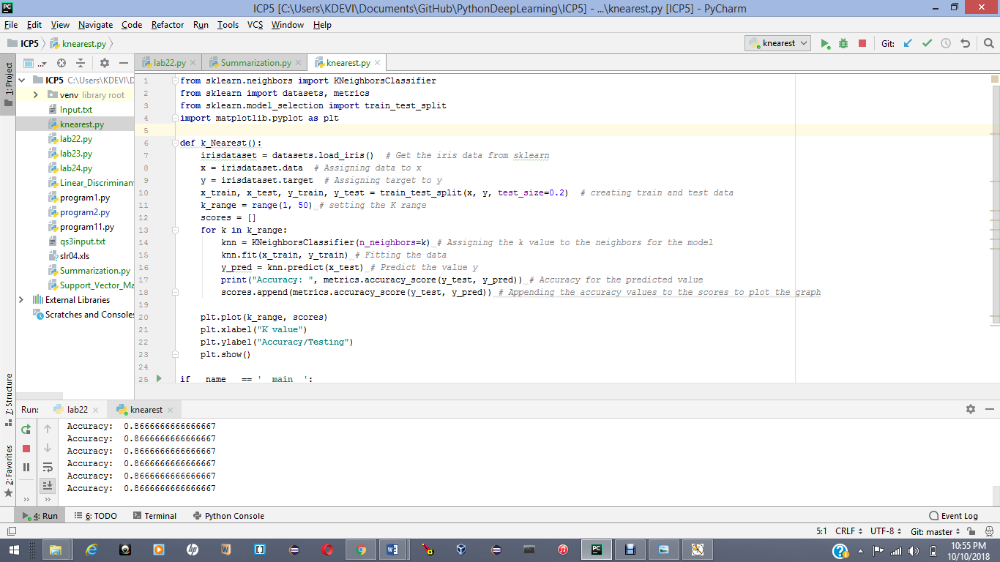 ICP5 [C:\Users\KDEVI\Documents\GitHub\PythonDeepLearning\ICP5] - ...\knearest.py [ICP5] - PyCharm
File Edit View Navigate Code Refactor Run Tools VCS Window Help
ICP5 knearest.py knearest Git:
1: Project
lab22.py Summarization.py knearest.py
ICP5 C:\Users\KDEVI\D
venv library root
Input.txt
knearest.py
lab22.py
lab23.py
lab24.py
Linear_Discriminan
program1.py
program2.py
program11.py
qs3input.txt
slr04.xls
Summarization.py
Support_Vector_Ma
External Libraries
Scratches and Consoles
1 from sklearn.neighbors import KNeighborsClassifier
2 from sklearn import datasets, metrics
3 from sklearn.model_selection import train_test_split
4 import matplotlib.pyplot as plt
5
6 def k_Nearest():
7 irisdataset = datasets.load_iris() # Get the iris data from sklearn
8 x = irisdataset.data # Assigning data to x
9 y = irisdataset.target # Assigning target to y
10 x_train, x_test, y_train, y_test = train_test_split(x, y, test_size=0.2) # creating train and test data
11 k_range = range(1, 50) # setting the K range
12 scores = []
13 for k in k_range:
14 knn = KNeighborsClassifier(n_neighbors=k) # Assigning the k value to the neighbors for the model
15 knn.fit(x_train, y_train) # Fitting the data
16 y_pred = knn.predict(x_test) # Predict the value y
17 print("Accuracy: ", metrics.accuracy_score(y_test, y_pred)) # Accuracy for the predicted value
18 scores.append(metrics.accuracy_score(y_test, y_pred)) # Appending the accuracy values to the scores to plot the graph
19
20 plt.plot(k_range, scores)
21 plt.xlabel("K value")
22 plt.ylabel("Accuracy/Testing")
23 plt.show()
24
25 if __name__ == '__main__':
7: Structure
2: Favorites
Run: lab22 knearest
Accuracy: 0.8666666666666667
Accuracy: 0.8666666666666667
Accuracy: 0.8666666666666667
Accuracy: 0.8666666666666667
Accuracy: 0.8666666666666667
Accuracy: 0.8666666666666667
4: Run 6: TODO Terminal Python Console Event Log
5:1 CRLF UTF-8 Git: master
10:55 PM
10/10/2018